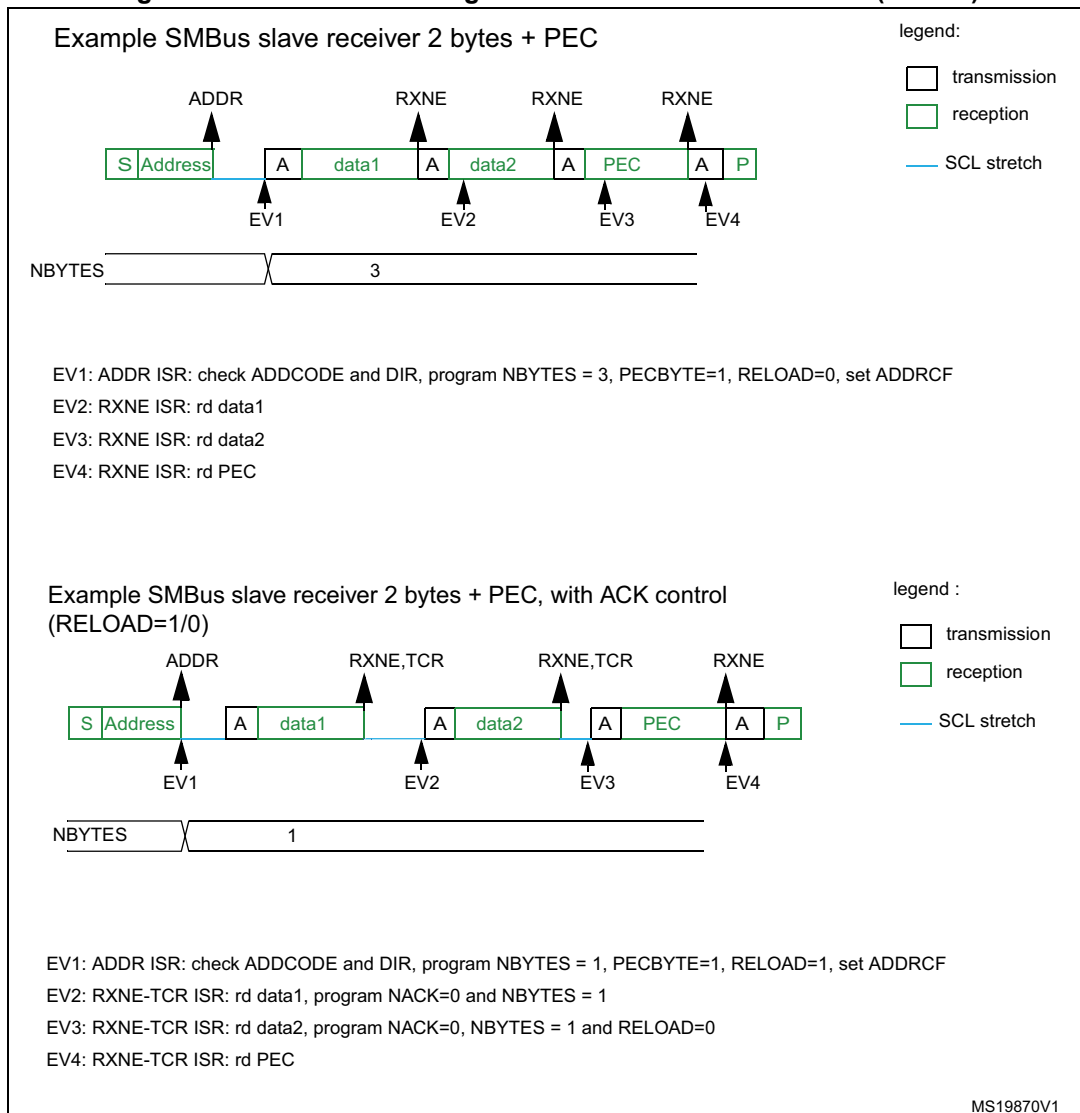 Example SMBus slave receiver 2 bytes + PEC
legend:
transmission
reception
SCL stretch
ADDR RXNE RXNE RXNE
S Address A data1 A data2 A PEC A P
EV1 EV2 EV3 EV4
NBYTES 3
EV1: ADDR ISR: check ADDCODE and DIR, program NBYTES = 3, PECBYTE=1, RELOAD=0, set ADDRCF
EV2: RXNE ISR: rd data1
EV3: RXNE ISR: rd data2
EV4: RXNE ISR: rd PEC
Example SMBus slave receiver 2 bytes + PEC, with ACK control
(RELOAD=1/0)
legend :
transmission
reception
SCL stretch
ADDR RXNE,TCR RXNE,TCR RXNE
S Address A data1 A data2 A PEC A P
EV1 EV2 EV3 EV4
NBYTES 1
EV1: ADDR ISR: check ADDCODE and DIR, program NBYTES = 1, PECBYTE=1, RELOAD=1, set ADDRCF
EV2: RXNE-TCR ISR: rd data1, program NACK=0 and NBYTES = 1
EV3: RXNE-TCR ISR: rd data2, program NACK=0, NBYTES = 1 and RELOAD=0
EV4: RXNE-TCR ISR: rd PEC
MS19870V1